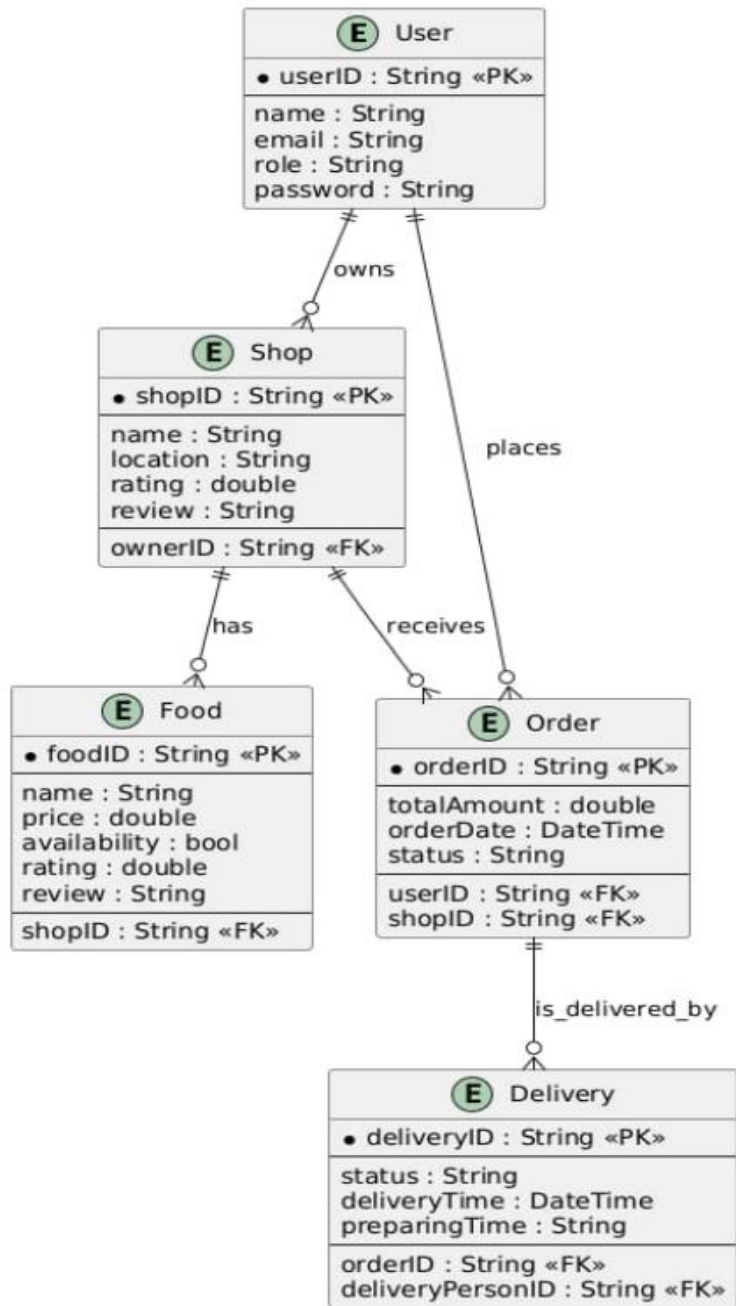 E User
• userID : String «PK»
name : String
email : String
role : String
password : String
owns
E Shop
• shopID : String «PK»
name : String
location : String
rating : double
review : String
ownerID : String «FK»
places
has
receives
E Food
• foodID : String «PK»
name : String
price : double
availability : bool
rating : double
review : String
shopID : String «FK»
E Order
• orderID : String «PK»
totalAmount : double
orderDate : DateTime
status : String
userID : String «FK»
shopID : String «FK»
is_delivered_by
E Delivery
• deliveryID : String «PK»
status : String
deliveryTime : DateTime
preparingTime : String
orderID : String «FK»
deliveryPersonID : String «FK»